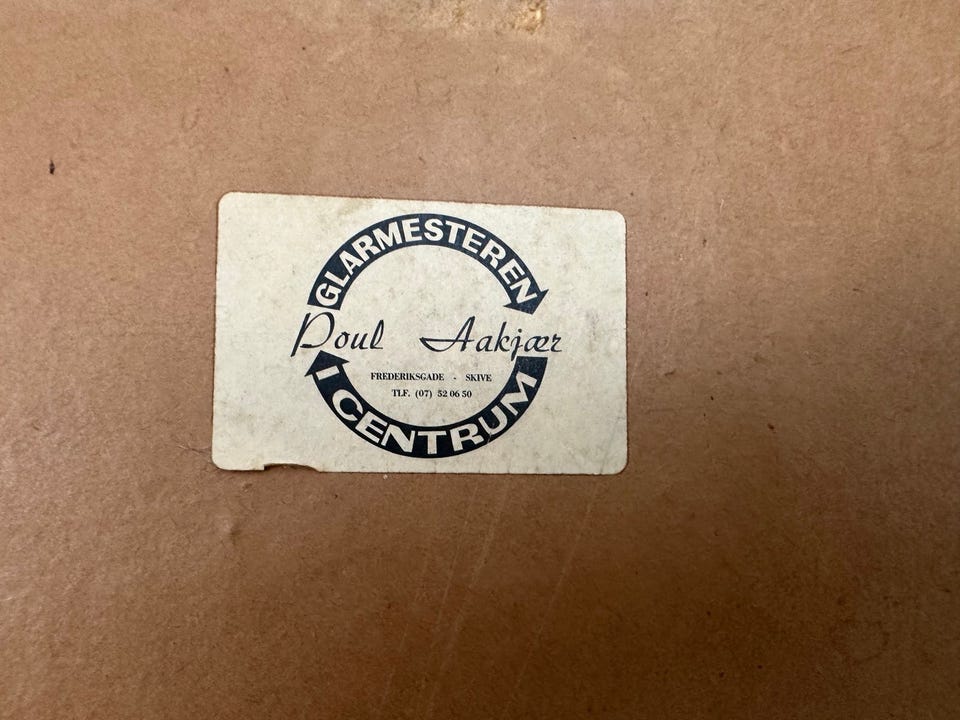 GLARMESTEREN
Poul Aakjær
FREDERIKSGADE - SKIVE
TLF. (07) 52 06 50
I CENTRUM